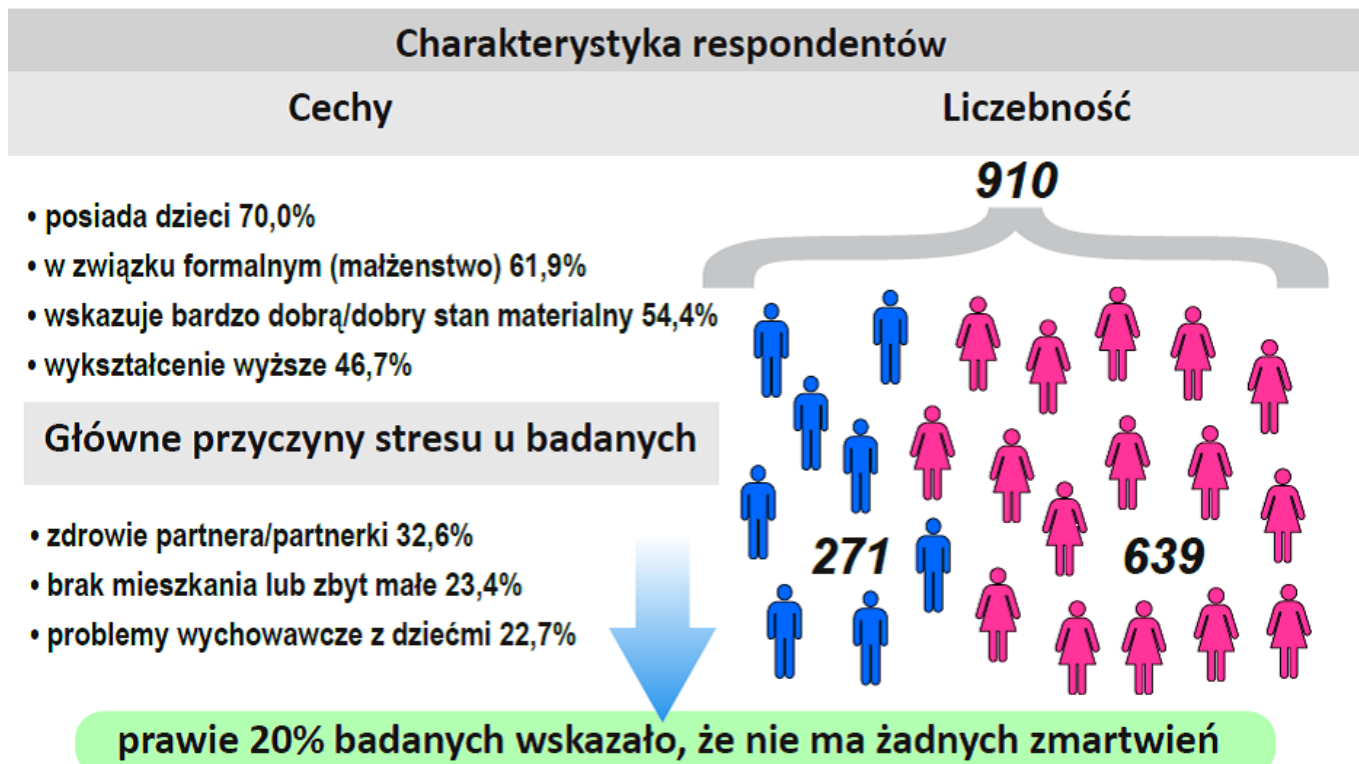 Charakterystyka respondentów
Cechy
Liczebność
910
• posiada dzieci 70,0%
• w związku formalnym (małżenstwo) 61,9%
• wskazuje bardzo dobrą/dobry stan materialny 54,4%
• wykształcenie wyższe 46,7%
Główne przyczyny stresu u badanych
• zdrowie partnera/partnerki 32,6%
• brak mieszkania lub zbyt małe 23,4%
• problemy wychowawcze z dziećmi 22,7%
271
639
prawie 20% badanych wskazało, że nie ma żadnych zmartwień